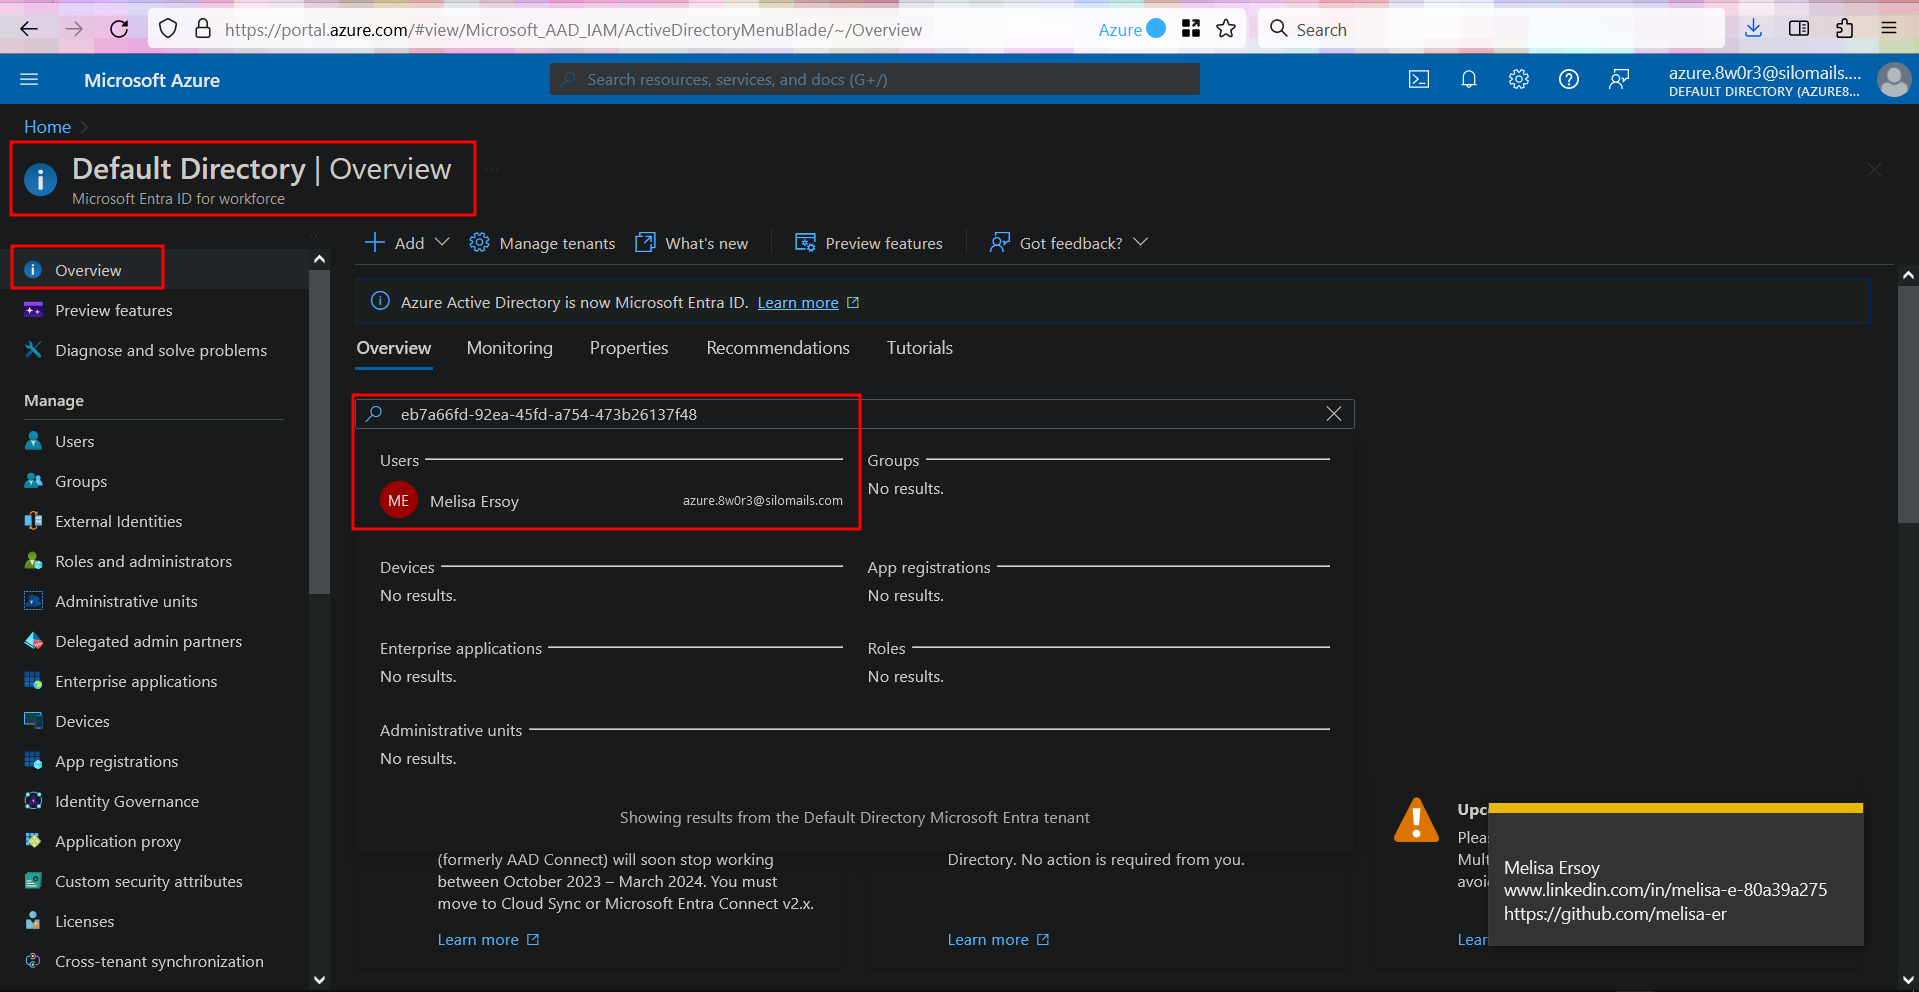 https://portal.azure.com/#view/Microsoft_AAD_IAM/ActiveDirectoryMenuBlade/~/Overview
Azure
Search
Microsoft Azure
Search resources, services, and docs (G+/)
azure.8w0r3@silomails....
DEFAULT DIRECTORY (AZURE8...
Home
Default Directory | Overview
Microsoft Entra ID for workforce
Add
Manage tenants
What's new
Preview features
Got feedback?
Overview
Preview features
Diagnose and solve problems
Manage
Users
Groups
External Identities
Roles and administrators
Administrative units
Delegated admin partners
Enterprise applications
Devices
App registrations
Identity Governance
Application proxy
Custom security attributes
Licenses
Cross-tenant synchronization
Azure Active Directory is now Microsoft Entra ID. Learn more
Overview Monitoring Properties Recommendations Tutorials
eb7a66fd-92ea-45fd-a754-473b26137f48
Users
ME Melisa Ersoy azure.8w0r3@silomails.com
Groups
No results.
Devices
No results.
App registrations
No results.
Enterprise applications
No results.
Roles
No results.
Administrative units
No results.
Showing results from the Default Directory Microsoft Entra tenant
(formerly AAD Connect) will soon stop working
between October 2023 – March 2024. You must
move to Cloud Sync or Microsoft Entra Connect v2.x.
Learn more
Directory. No action is required from you.
Learn more
Melisa Ersoy
www.linkedin.com/in/melisa-e-80a39a275
https://github.com/melisa-er